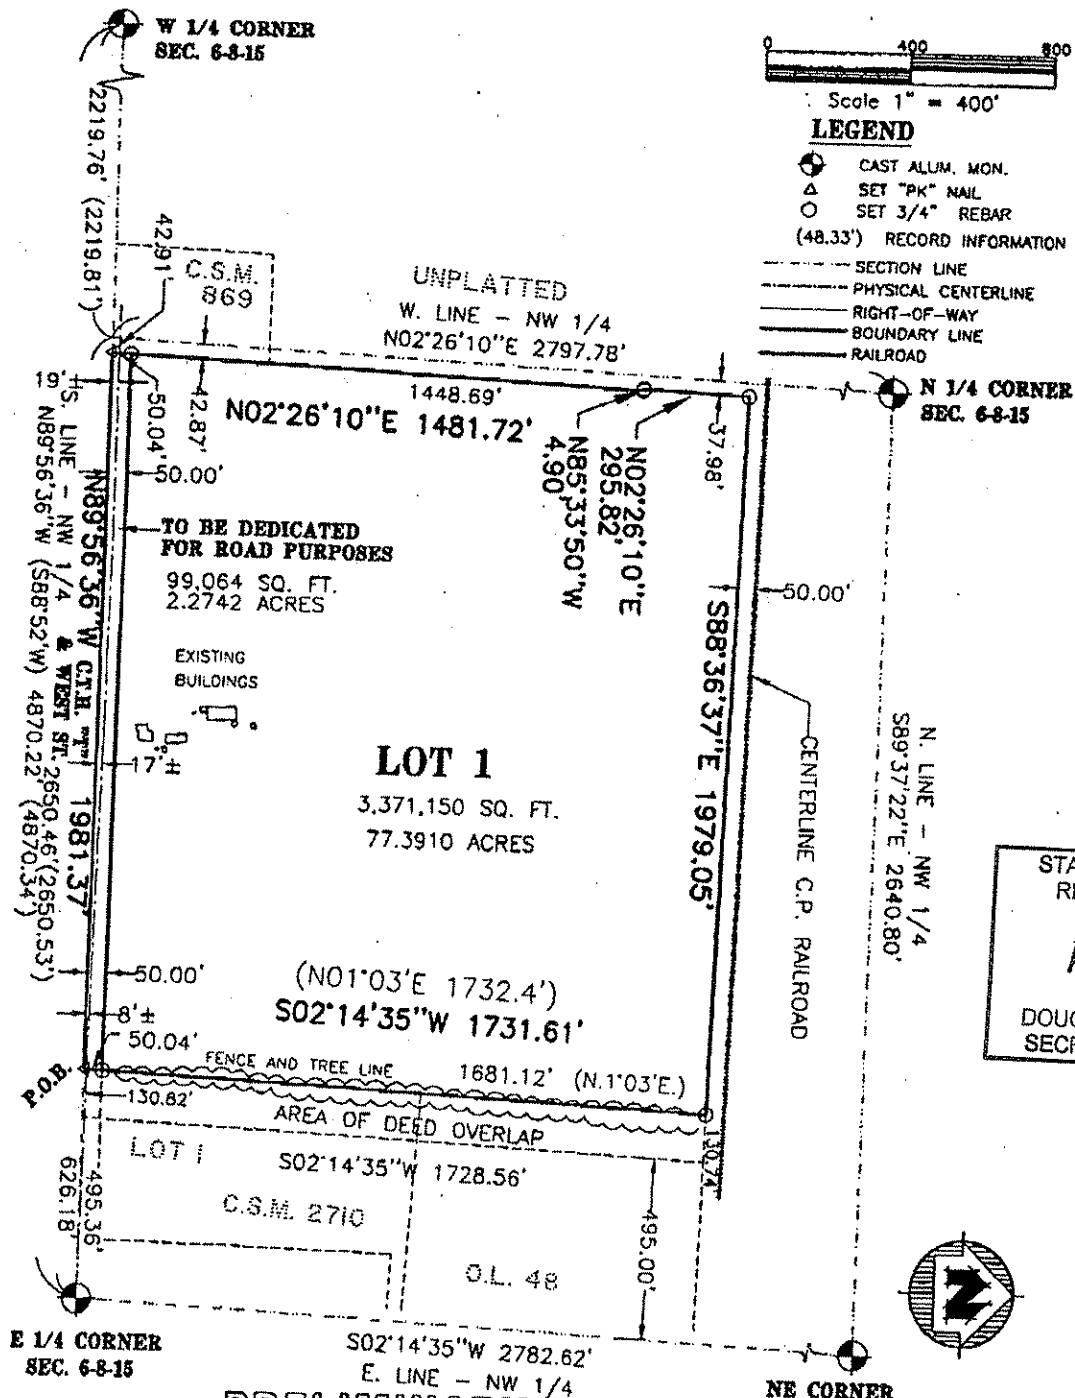 W 1/4 CORNER
SEC. 6-8-15
0 400 800
Scale 1" = 400'
LEGEND
CAST ALUM. MON.
SET "PK" NAIL
SET 3/4" REBAR
(48.33') RECORD INFORMATION
SECTION LINE
PHYSICAL CENTERLINE
RIGHT-OF-WAY
BOUNDARY LINE
RAILROAD
2219.76' (2219.81')
42.91'
C.S.M.
869
UNPLATTED
W. LINE - NW 1/4
N02°26'10"E 2797.78'
N 1/4 CORNER
SEC. 6-8-15
1448.69'
N02°26'10"E 1481.72'
19'±
50.04'
42.87'
50.00'
37.98'
N02°26'10"E
295.82'
N85°33'50"W
4.90'
TO BE DEDICATED
FOR ROAD PURPOSES
99,064 SQ. FT.
2.2742 ACRES
EXISTING
BUILDINGS
50.00'
S88°36'37"E 1979.05'
CENTERLINE C.P. RAILROAD
N. LINE - NW 1/4
S89°37'22"E 2640.80'
S. LINE - NW 1/4
N89°56'36"W (S88°52'W) 4870.22' (4870.34')
2650.46'(2650.53')
N89°56'36"W 1981.37'
C.T.H. "T"
& WEST ST.
17'±
LOT 1
3,371,150 SQ. FT.
77.3910 ACRES
STA
DOUG
SECR
50.00'
(N01°03'E 1732.4')
S02°14'35"W 1731.61'
8'±
50.04'
P.O.B.
FENCE AND TREE LINE 1681.12' (N.1°03'E.)
130.82'
AREA OF DEED OVERLAP
130.74'
LOT 1
S02°14'35"W 1728.56'
C.S.M. 2710
495.36'
626.18'
495.00'
O.L. 48
N
E 1/4 CORNER
SEC. 6-8-15
S02°14'35"W 2782.62'
E. LINE - NW 1/4
NE CORNER